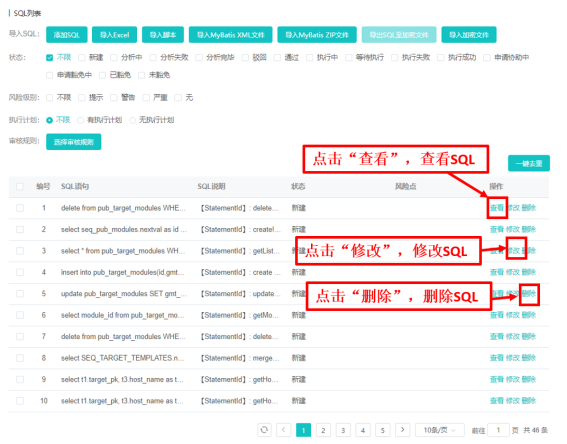 SQL列表
导入SQL: 添加SQL 导入Excel 导入脚本 导入MyBatis XML文件 导入MyBatis ZIP文件 导出SQL至加密文件 导入加密文件
状态: 不限 新建 分析中 分析失败 分析完毕 驳回 通过 执行中 等待执行 执行失败 执行成功 申请协助中
申请豁免中 已豁免 未豁免
风险级别: 不限 提示 警告 严重 无
执行计划: 不限 有执行计划 无执行计划
审核规则: 选择审核规则
点击“查看”，查看SQL
一键去重
编号 SQL语句 SQL说明 状态 风险点 操作
1 delete from pub_target_modules WHE... 【StatementId】: delete... 新建 查看 修改 删除
2 select seq_pub_modules.nextval as id ... 【StatementId】: createI... 新建 查看 修改 删除
3 select * from pub_target_modules WH... 【StatementId】: getList... 新建 查看 修改 删除
点击“修改”，修改SQL
4 insert into pub_target_modules(id,gmt... 【StatementId】: create ... 新建 查看 修改 删除
5 update pub_target_modules SET gmt_... 【StatementId】: update... 新建 查看 修改 删除
点击“删除”，删除SQL
6 select module_id from pub_target_mo... 【StatementId】: getMo... 新建 查看 修改 删除
7 delete from pub_target_modules WHE... 【StatementId】: delete... 新建 查看 修改 删除
8 select SEQ_TARGET_TEMPLATES.n... 【StatementId】: merge... 新建 查看 修改 删除
9 select t1.target_pk, t3.host_name as t... 【StatementId】: getHo... 新建 查看 修改 删除
10 select t1.target_pk, t3.host_name as t... 【StatementId】: getHo... 新建 查看 修改 删除
1 2 3 4 5 10条/页 前往 1 页 共 46 条